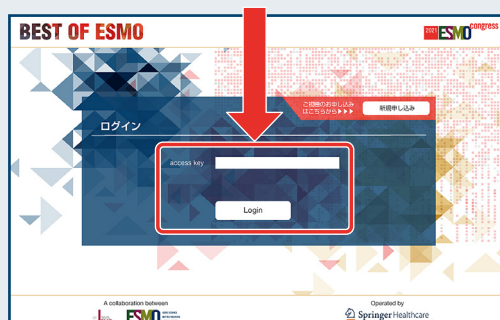 BEST OF ESMO
2021 ESMO congress
ご視聴のお申し込み
はこちらから▶▶▶
新規申し込み
ログイン
access key
Login
A collaboration between
Operated by
ESMO
Springer Healthcare